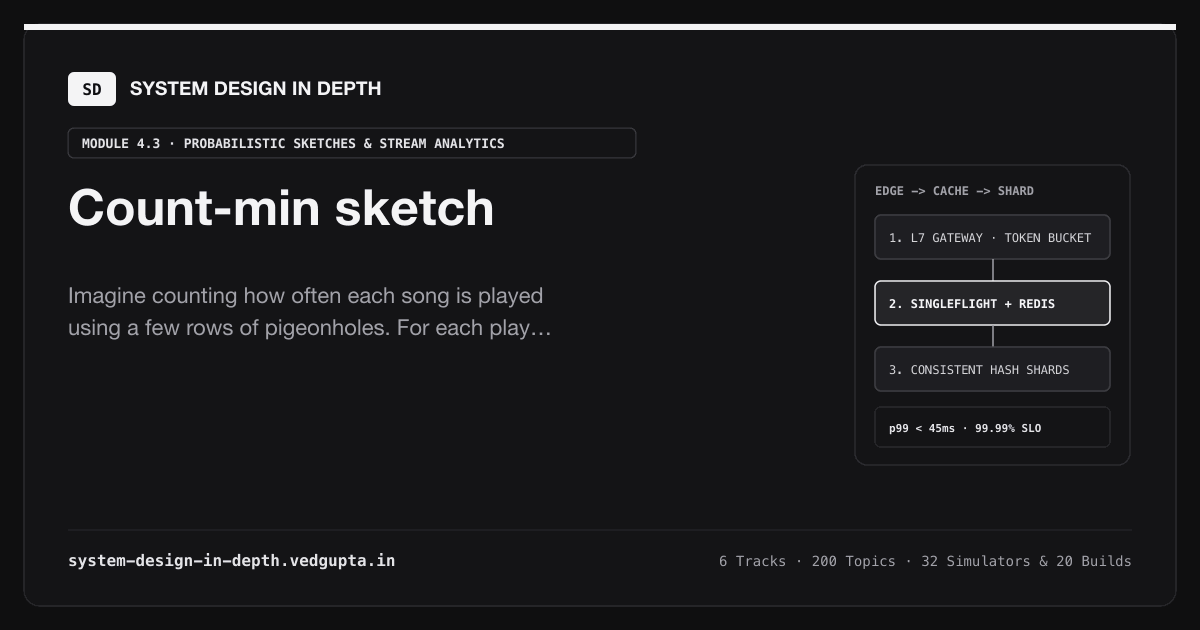 SD SYSTEM DESIGN IN DEPTH
MODULE 4.3 · PROBABILISTIC SKETCHES & STREAM ANALYTICS
Count-min sketch
Imagine counting how often each song is played
using a few rows of pigeonholes. For each play…
EDGE —> CACHE —> SHARD
1. L7 GATEWAY · TOKEN BUCKET
2. SINGLEFLIGHT + REDIS
3. CONSISTENT HASH SHARDS
p99 < 45ms · 99.99% SLO
system-design-in-depth.vedgupta.in
6 Tracks · 200 Topics · 32 Simulators & 20 Builds